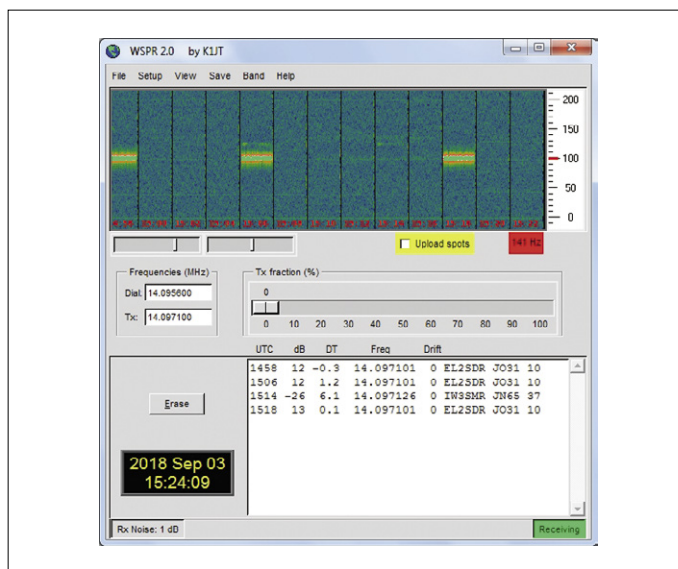 WSPR 2.0 by K1JT
File Setup View Save Band Help
200
150
100
50
0
Upload spots
141 Hz
Frequencies (MHz)
Dial: 14.095600
Tx: 14.097100
Tx fraction (%)
0
0 10 20 30 40 50 60 70 80 90 100
UTC dB DT Freq Drift
1458 12 -0.3 14.097101 0 EL2SDR JO31 10
1506 12 1.2 14.097101 0 EL2SDR JO31 10
1514 -26 6.1 14.097126 0 IW3SMR JN65 37
1518 13 0.1 14.097101 0 EL2SDR JO31 10
Erase
2018 Sep 03
15:24:09
Rx Noise: 1 dB
Receiving